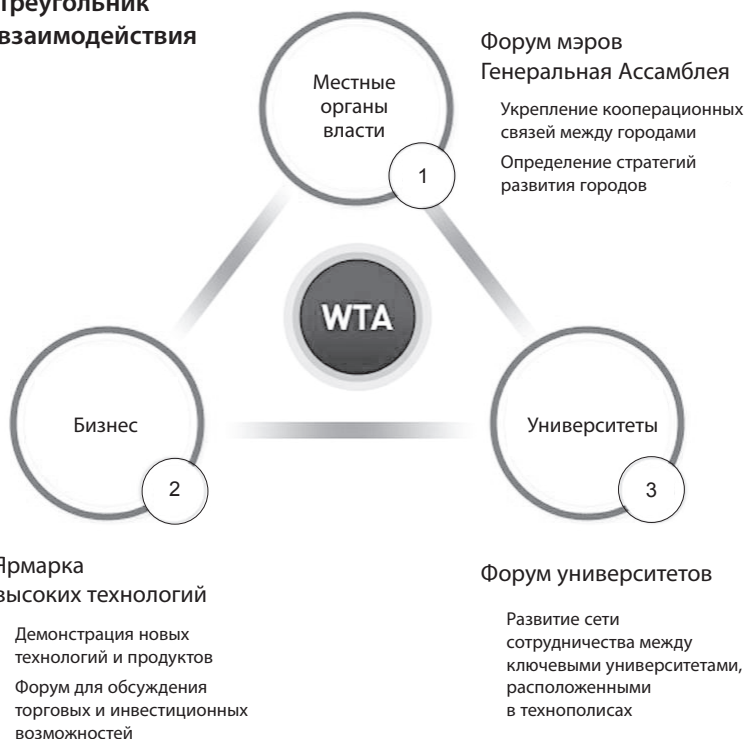 Треугольник
взаимодействия
Местные
органы
власти
1
Форум мэров
Генеральная Ассамблея
Укрепление кооперационных
связей между городами
Определение стратегий
развития городов
WTA
Бизнес
2
Университеты
3
Ярмарка
высоких технологий
Демонстрация новых
технологий и продуктов
Форум для обсуждения
торговых и инвестиционных
возможностей
Форум университетов
Развитие сети
сотрудничества между
ключевыми университетами,
расположенными
в технополисах